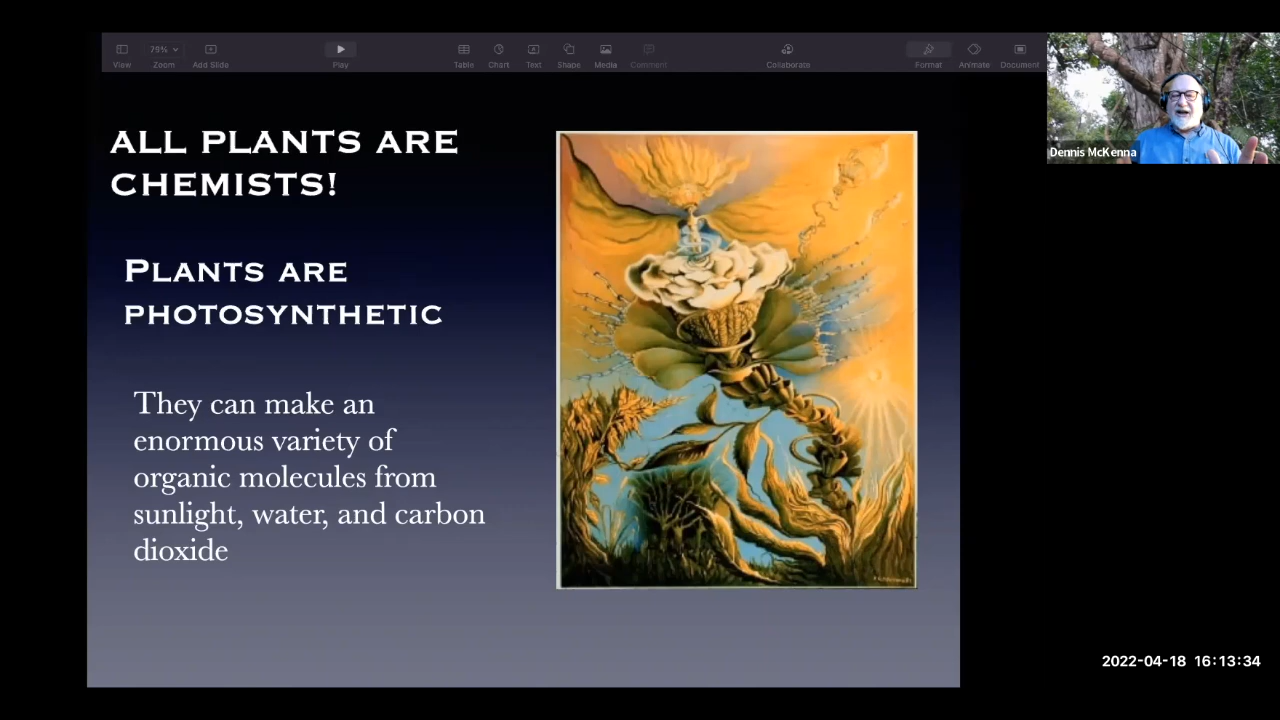 79%
View
Zoom
Add Slide
Play
Table
Chart
Text
Shape
Media
Comment
Collaborate
Format
Animate
Document
Dennis McKenna
ALL PLANTS ARE
CHEMISTS!
PLANTS ARE
PHOTOSYNTHETIC
They can make an
enormous variety of
organic molecules from
sunlight, water, and carbon
dioxide
2022-04-18 16:13:34